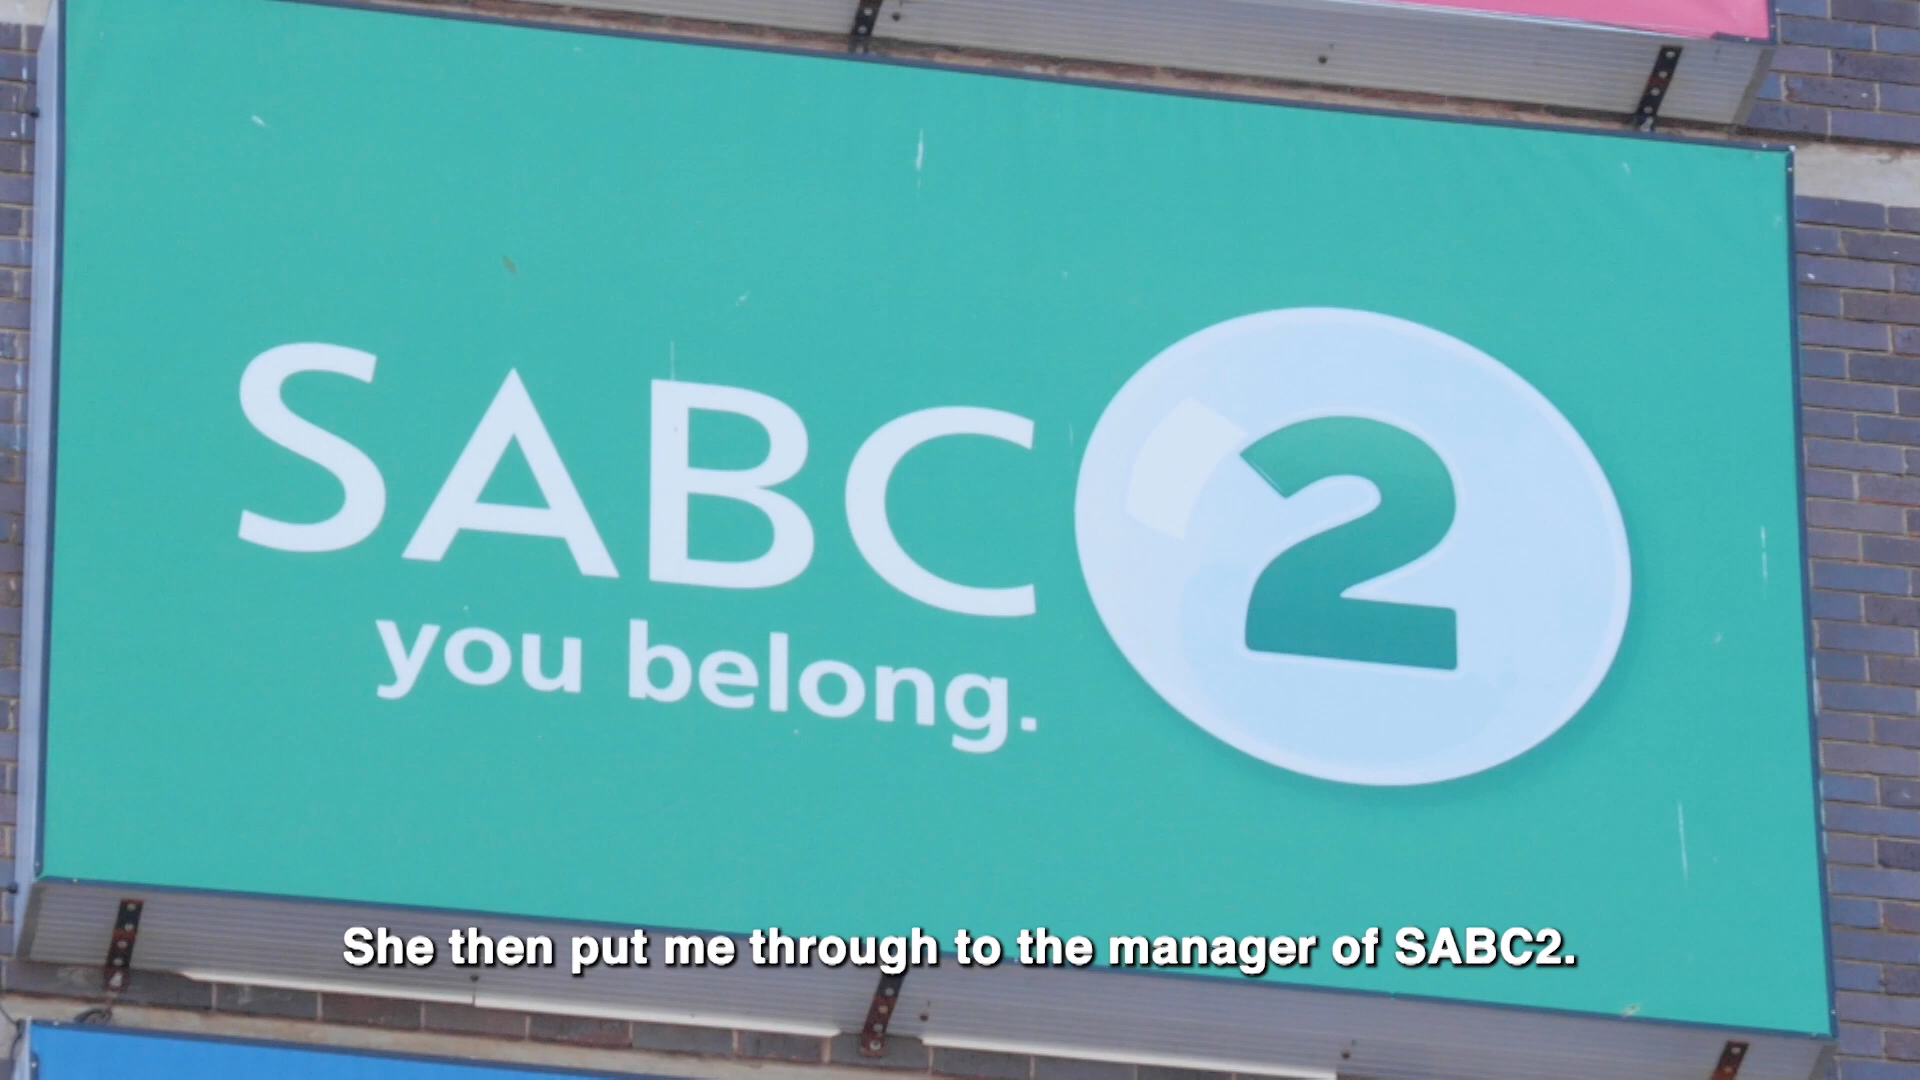 SABC 2
you belong.
She then put me through to the manager of SABC2.